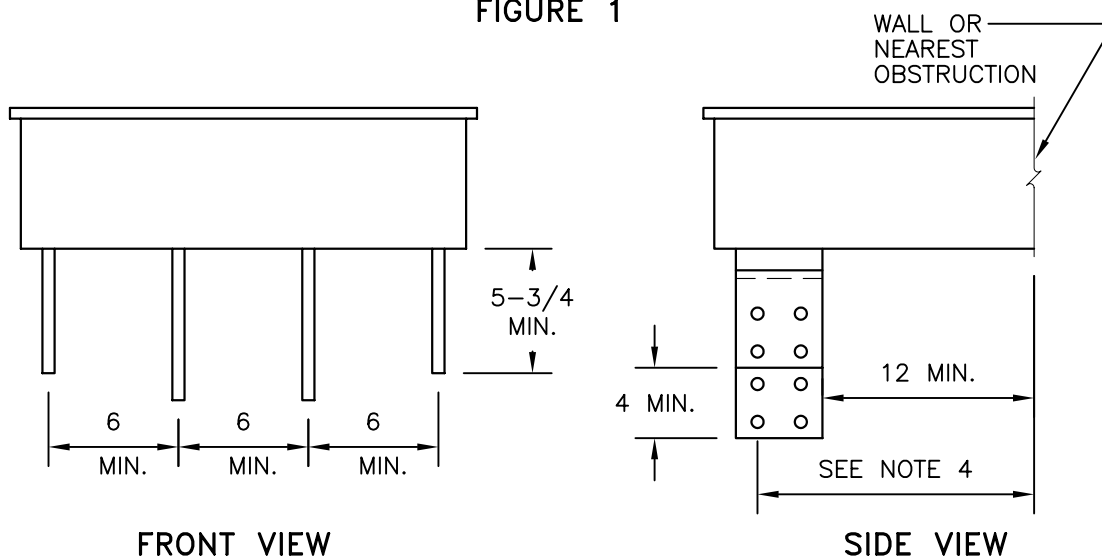 FIGURE 1
WALL OR
NEAREST
OBSTRUCTION
5-3/4
MIN.
6
MIN.
6
MIN.
6
MIN.
4 MIN.
12 MIN.
SEE NOTE 4
FRONT VIEW
SIDE VIEW